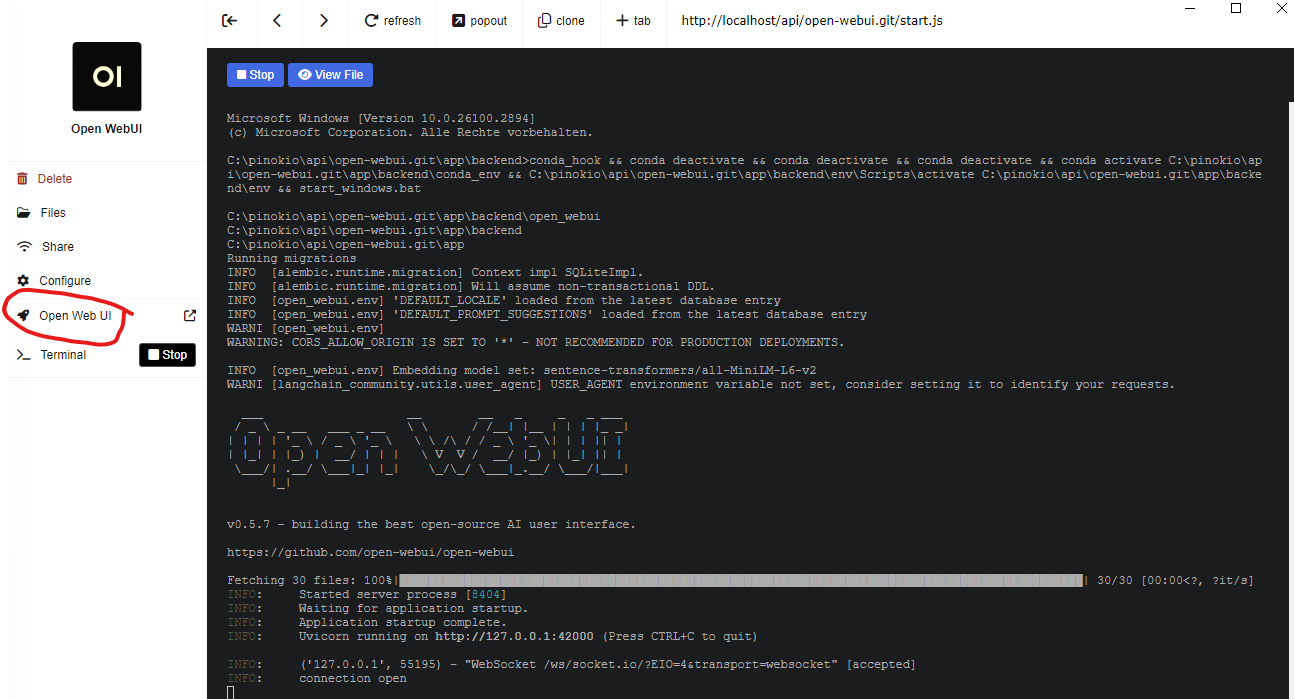 refresh
popout
clone
tab
http://localhost/api/open-webui.git/start.js
OI
Open WebUI
Delete
Files
Share
Configure
Open Web UI
Terminal
Stop
Stop
View File
Microsoft Windows [Version 10.0.26100.2894]
(c) Microsoft Corporation. Alle Rechte vorbehalten.
C:\pinokio\api\open-webui.git\app\backend>conda_hook && conda deactivate && conda deactivate && conda deactivate && conda activate C:\pinokio\ap
i\open-webui.git\app\backend\conda_env && C:\pinokio\api\open-webui.git\app\backend\env\Scripts\activate C:\pinokio\api\open-webui.git\app\backe
nd\env && start_windows.bat
C:\pinokio\api\open-webui.git\app\backend\open_webui
C:\pinokio\api\open-webui.git\app\backend
C:\pinokio\api\open-webui.git\app
Running migrations
INFO  [alembic.runtime.migration] Context impl SQLiteImpl.
INFO  [alembic.runtime.migration] Will assume non-transactional DDL.
INFO  [open_webui.env] 'DEFAULT_LOCALE' loaded from the latest database entry
INFO  [open_webui.env] 'DEFAULT_PROMPT_SUGGESTIONS' loaded from the latest database entry
WARNI [open_webui.env]
WARNING: CORS_ALLOW_ORIGIN IS SET TO '*' - NOT RECOMMENDED FOR PRODUCTION DEPLOYMENTS.
INFO  [open_webui.env] Embedding model set: sentence-transformers/all-MiniLM-L6-v2
WARNI [langchain_community.utils.user_agent] USER_AGENT environment variable not set, consider setting it to identify your requests.
Open WebUI
v0.5.7 - building the best open-source AI user interface.
https://github.com/open-webui/open-webui
Fetching 30 files: 100%| | 30/30 [00:00<?, ?it/s]
INFO:     Started server process [8404]
INFO:     Waiting for application startup.
INFO:     Application startup complete.
INFO:     Uvicorn running on http://127.0.0.1:42000 (Press CTRL+C to quit)
INFO:     ('127.0.0.1', 55195) - "WebSocket /ws/socket.io/?EIO=4&transport=websocket" [accepted]
INFO:     connection open